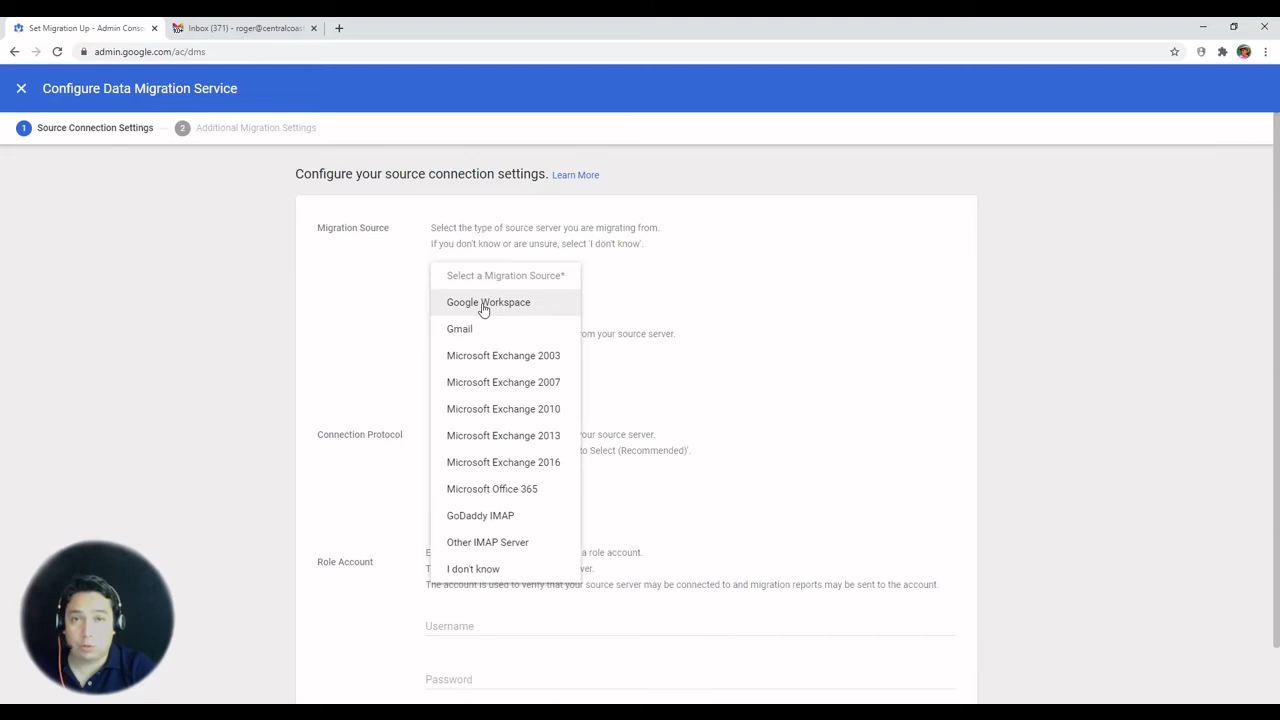 Set Migration Up - Admin Conso
Inbox (371) - roger@centralcoas
admin.google.com/ac/dms
Configure Data Migration Service
1 Source Connection Settings
2 Additional Migration Settings
Configure your source connection settings. Learn More
Migration Source
Select the type of source server you are migrating from.
If you don't know or are unsure, select 'I don't know'.
Select a Migration Source*
Google Workspace
Gmail
from your source server.
Microsoft Exchange 2003
Microsoft Exchange 2007
Microsoft Exchange 2010
Connection Protocol
Microsoft Exchange 2013
your source server.
to Select (Recommended)'.
Microsoft Exchange 2016
Microsoft Office 365
GoDaddy IMAP
Other IMAP Server
Role Account
a role account.
I don't know
The account is used to verify that your source server may be connected to and migration reports may be sent to the account.
Username
Password